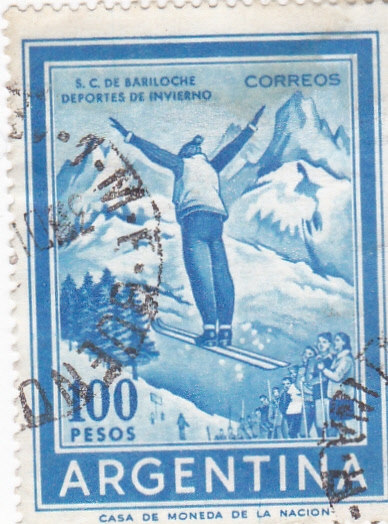 S. C. DE BARILOCHE
DEPORTES DE INVIERNO
CORREOS
100
PESOS
ARGENTINA
CASA DE MONEDA DE LA NACION